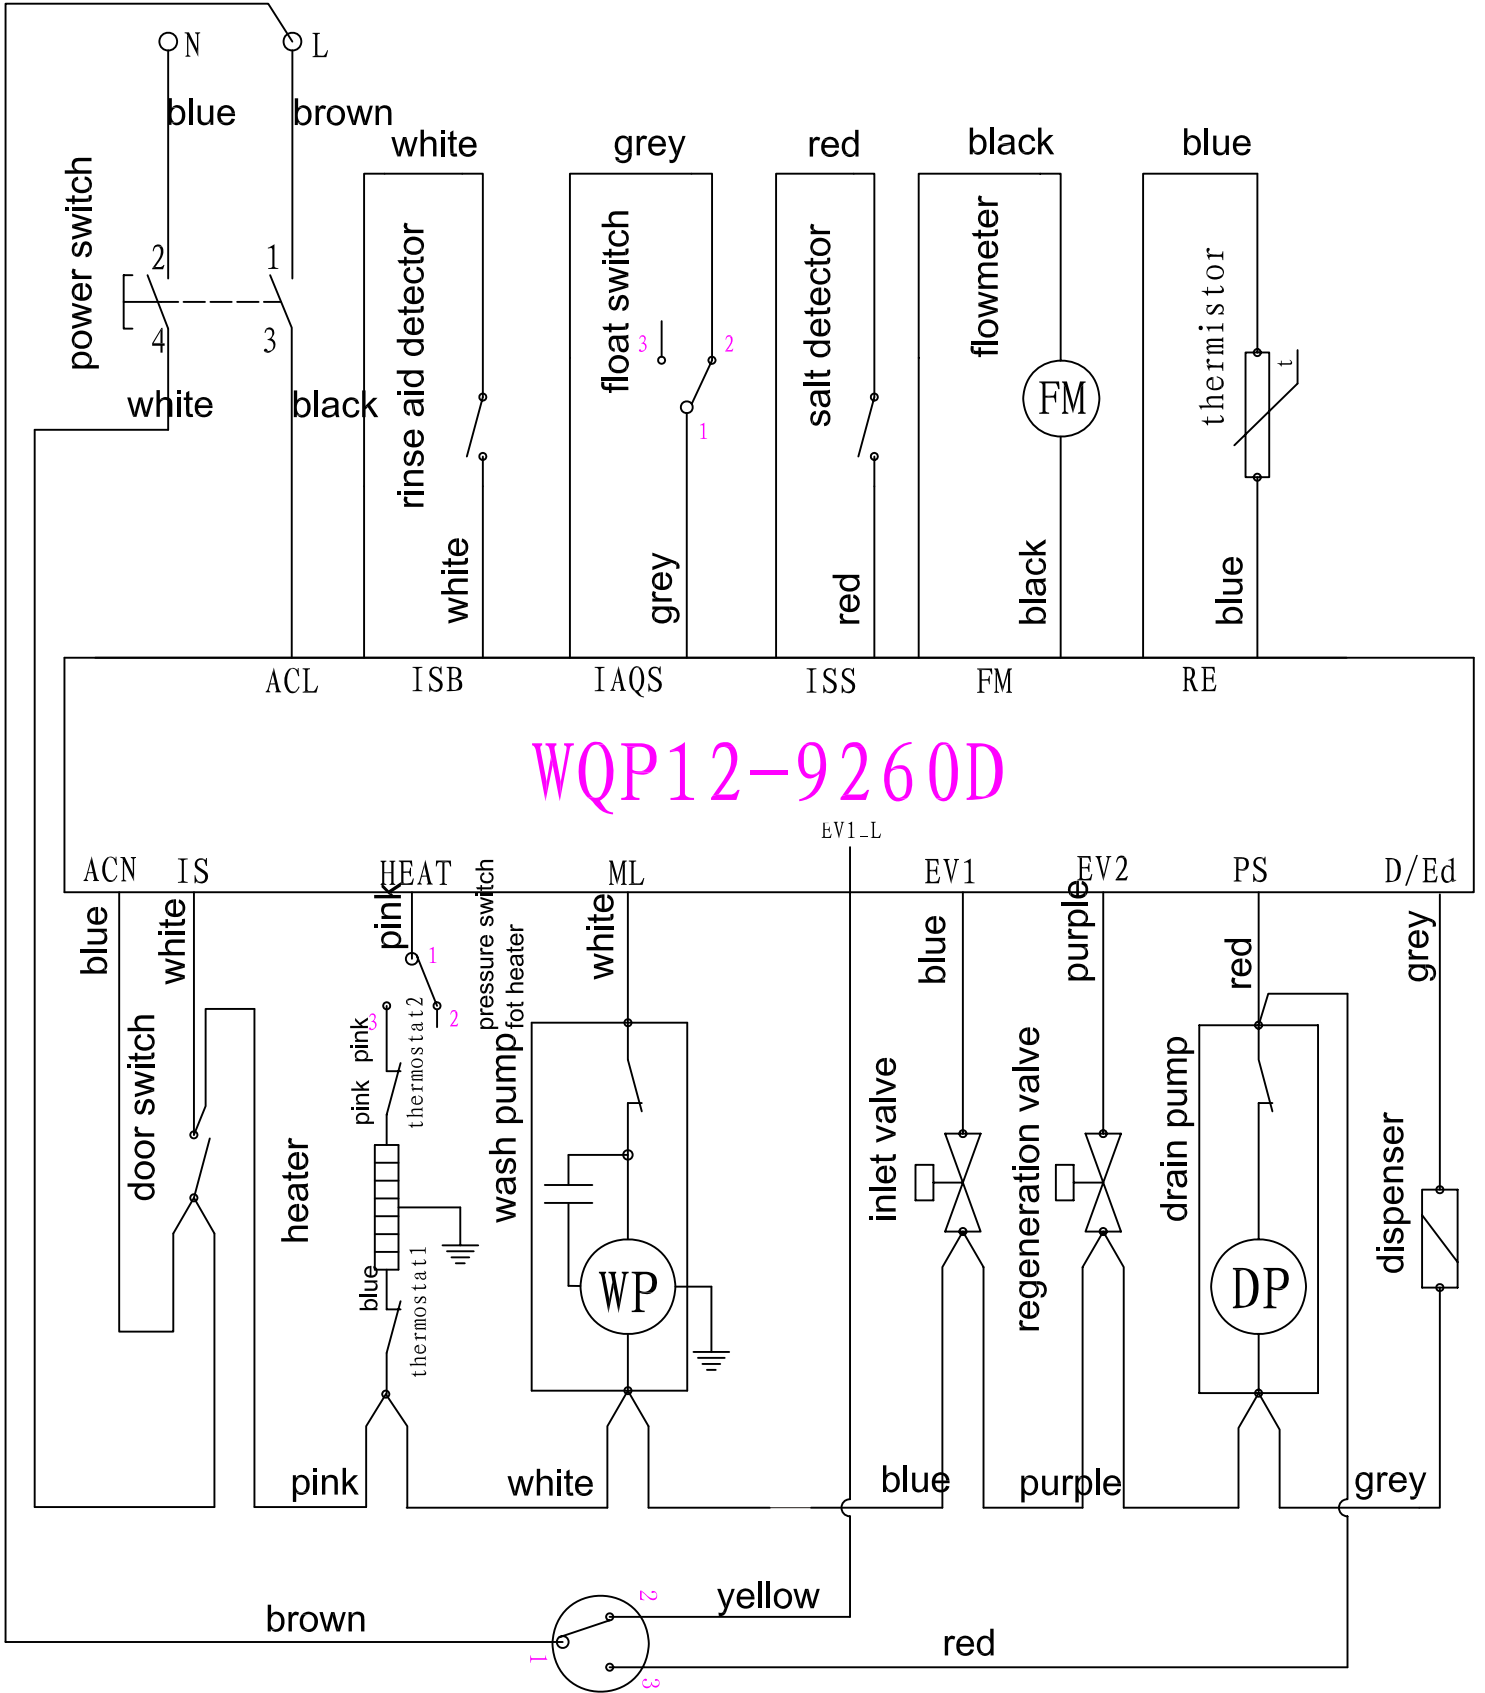 N
L
blue
brown
white
grey
red
black
blue
power switch
2
1
4
3
white
black
rinse aid detector
float switch
3
2
1
salt detector
flowmeter
FM
thermistor
t
white
grey
red
black
blue
ACL
ISB
IAQS
ISS
FM
RE
WQP12-9260D
EV1_L
ACN
IS
HEAT
ML
EV1
EV2
PS
D/Ed
blue
white
pink
pressure switch
fot heater
white
blue
purple
red
grey
1
3
2
door switch
pink
pink
thermostat2
heater
wash pump
inlet valve
regeneration valve
drain pump
dispenser
blue
thermostat1
WP
DP
pink
white
blue
purple
grey
brown
yellow
red
2
1
3